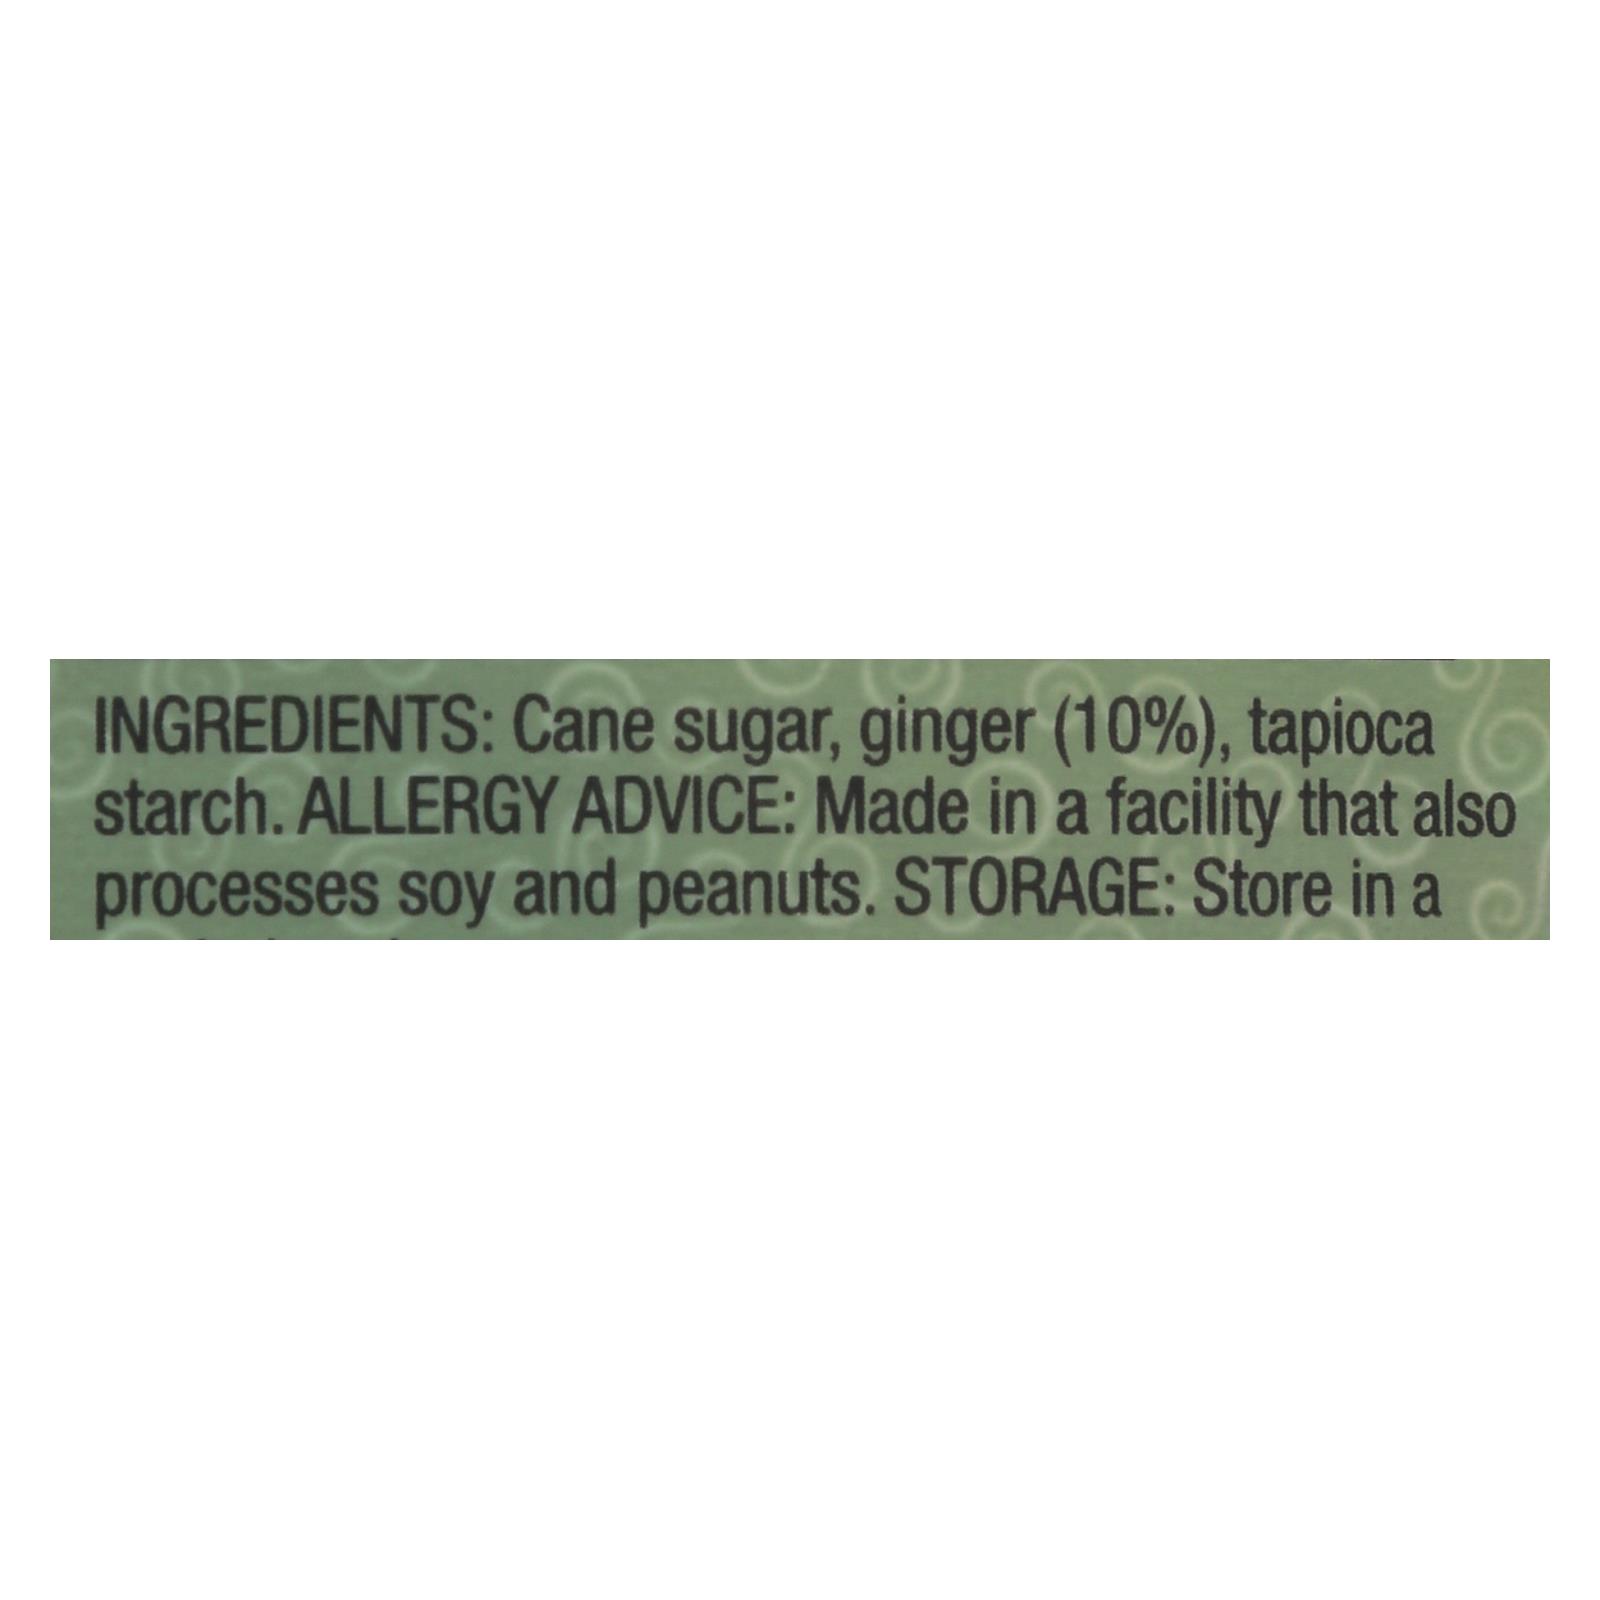 INGREDIENTS: Cane sugar, ginger (10%), tapioca
starch. ALLERGY ADVICE: Made in a facility that also
processes soy and peanuts. STORAGE: Store in a